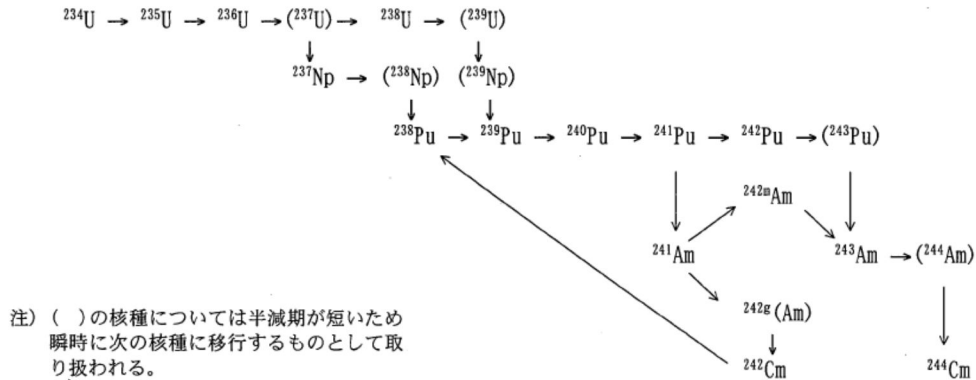 ²³⁴U → ²³⁵U → ²³⁶U → (²³⁷U) → ²³⁸U → (²³⁹U)
²³⁷Np → (²³⁸Np) (²³⁹Np)
²³⁸Pu → ²³⁹Pu → ²⁴⁰Pu → ²⁴¹Pu → ²⁴²Pu → (²⁴³Pu)
²⁴²ᵐAm
²⁴¹Am ²⁴³Am → (²⁴⁴Am)
²⁴²ᵍ(Am)
²⁴²Cm ²⁴⁴Cm
注) ( )の核種については半減期が短いため
瞬時に次の核種に移行するものとして取
り扱われる。